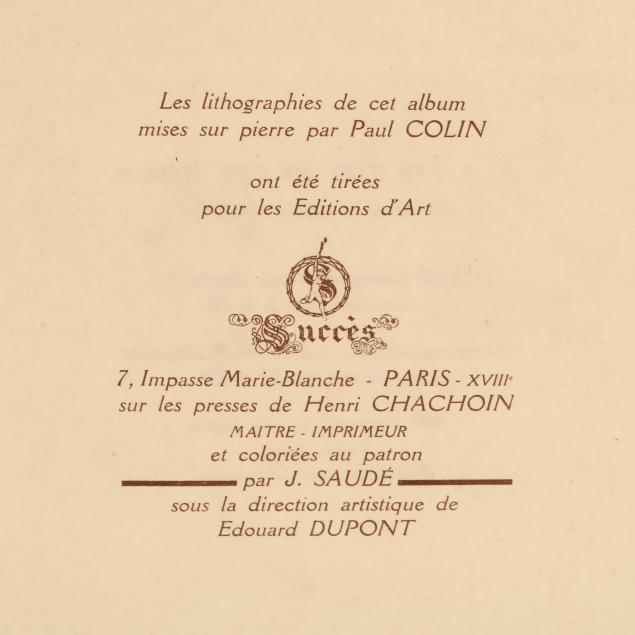 Les lithographies de cet album
mises sur pierre par Paul COLIN
ont été tirées
pour les Editions d'Art
S
Succès
7, Impasse Marie-Blanche - PARIS - XVIIIe
sur les presses de Henri CHACHOIN
MAITRE - IMPRIMEUR
et coloriées au patron
par J. SAUDÉ
sous la direction artistique de
Edouard DUPONT